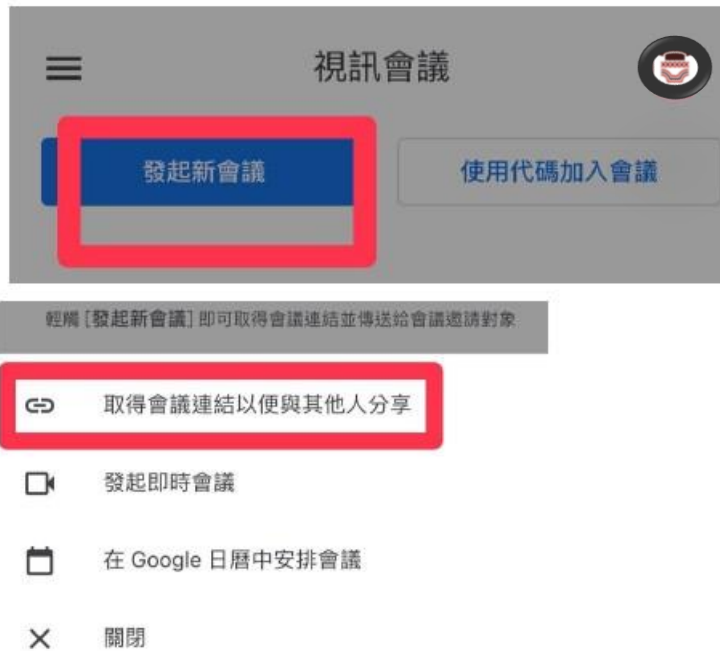 視訊會議
發起新會議
使用代碼加入會議
輕觸 [發起新會議] 即可取得會議連結並傳送給會議邀請對象
取得會議連結以便與其他人分享
發起即時會議
在 Google 日曆中安排會議
關閉